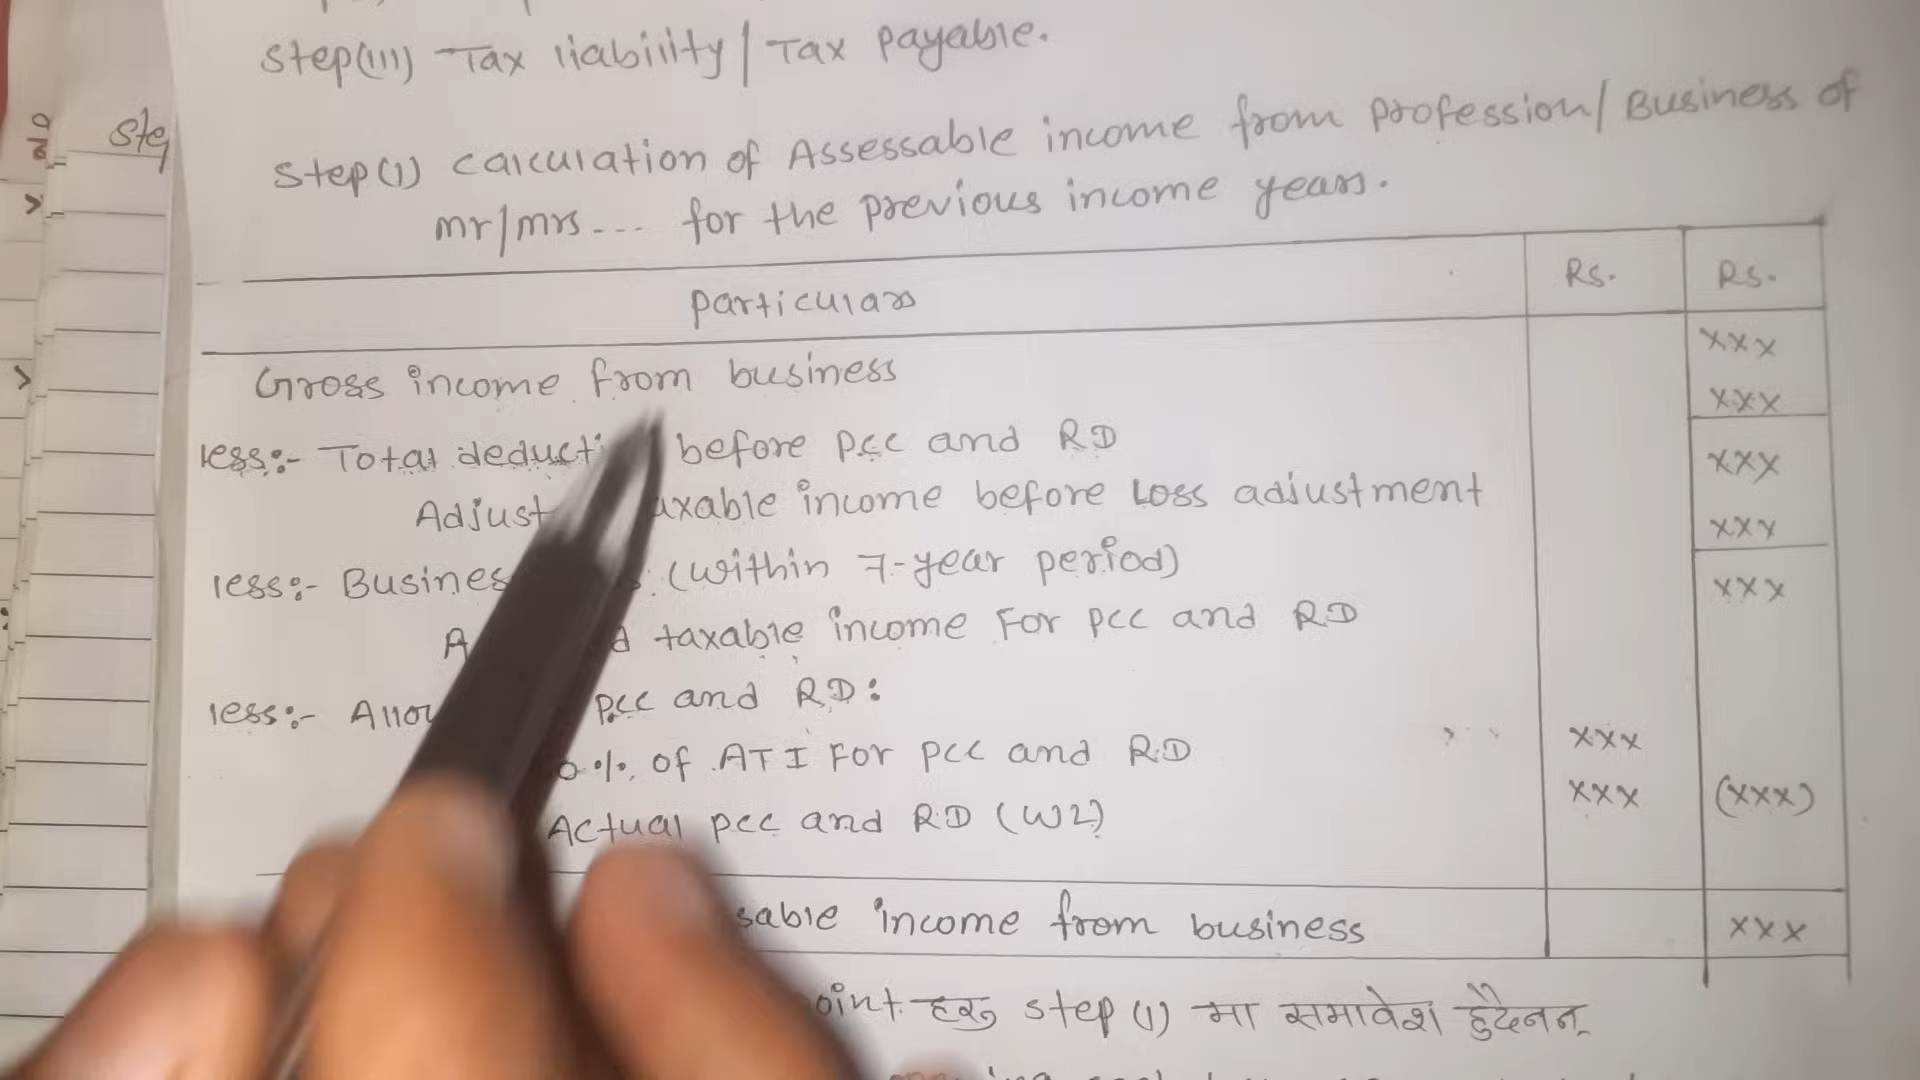 Step(III) Tax liability / Tax payable.
Ste
Step(I) calculation of Assessable income from profession / Business of
mr/mrs... for the previous income years.
particulars Rs. Rs.
Gross income from business xxx
less:- Total deducti before pcc and RD xxx
Adjust axable income before Loss adjustment xxx
less:- Busines (within 7-year period) xxx
A d taxable income For pcc and RD xxx
less:- Allow pcc and RD:
0%. of ATI For pcc and RD xxx
Actual pcc and RD (W2) xxx (xxx)
sable income from business xxx
oint हरु step (I) मा समावेश हुँदैनन्